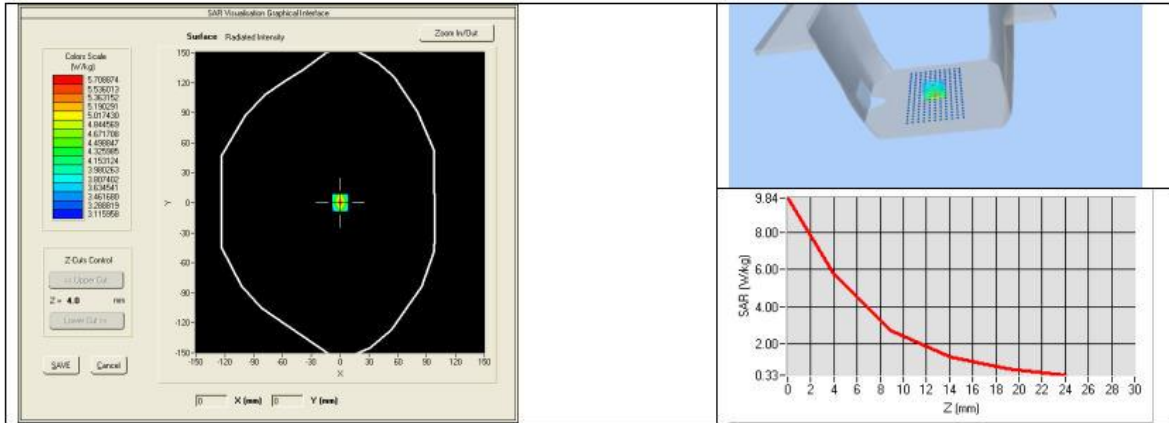 SAR Visualisation Graphical Interface
Surface Radiated Intensity
Zoom In/Out
Colors Scale
(W/kg)
5.708874
5.536013
5.363152
5.190291
5.017430
4.844569
4.671708
4.498847
4.325985
4.153124
3.980263
3.807402
3.634541
3.461680
3.288819
3.115958
Z-Cuts Control
<< Upper Cut
Z = 4.0 mm
Lower Cut >>
SAVE Cancel
150-
120-
90-
60-
30-
0-
-30-
-60-
-90-
-120-
-150-
Y
-150 -120 -90 -60 -30 0 30 60 90 120 150
X
0 X (mm) 0 Y (mm)
9.84-
8.00-
6.00-
4.00-
2.00-
0.33-
SAR (W/kg)
0 2 4 6 8 10 12 14 16 18 20 22 24 26 28 30
Z (mm)